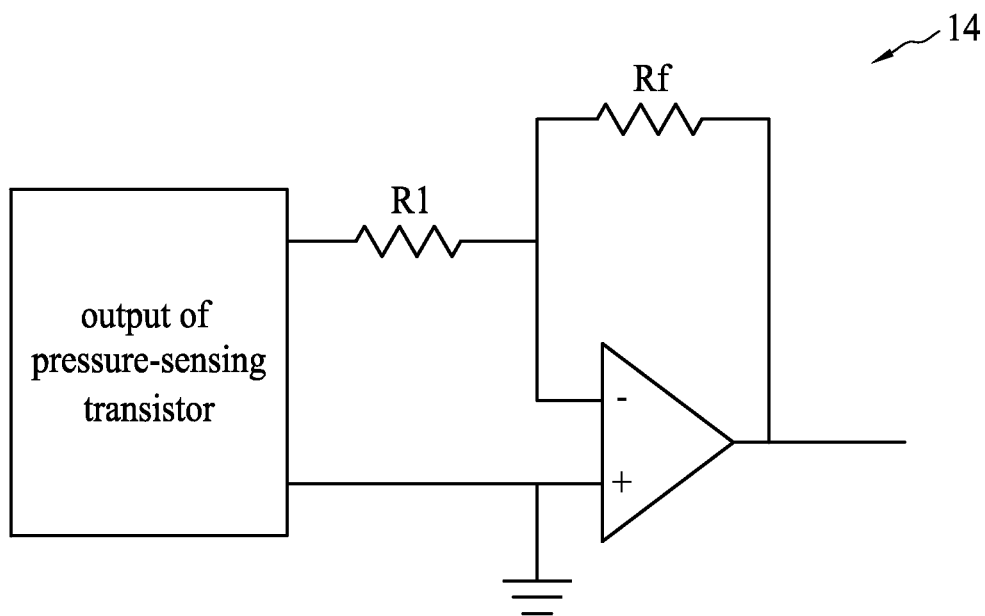 14
Rf
R1
output of
pressure-sensing
transistor
-
+